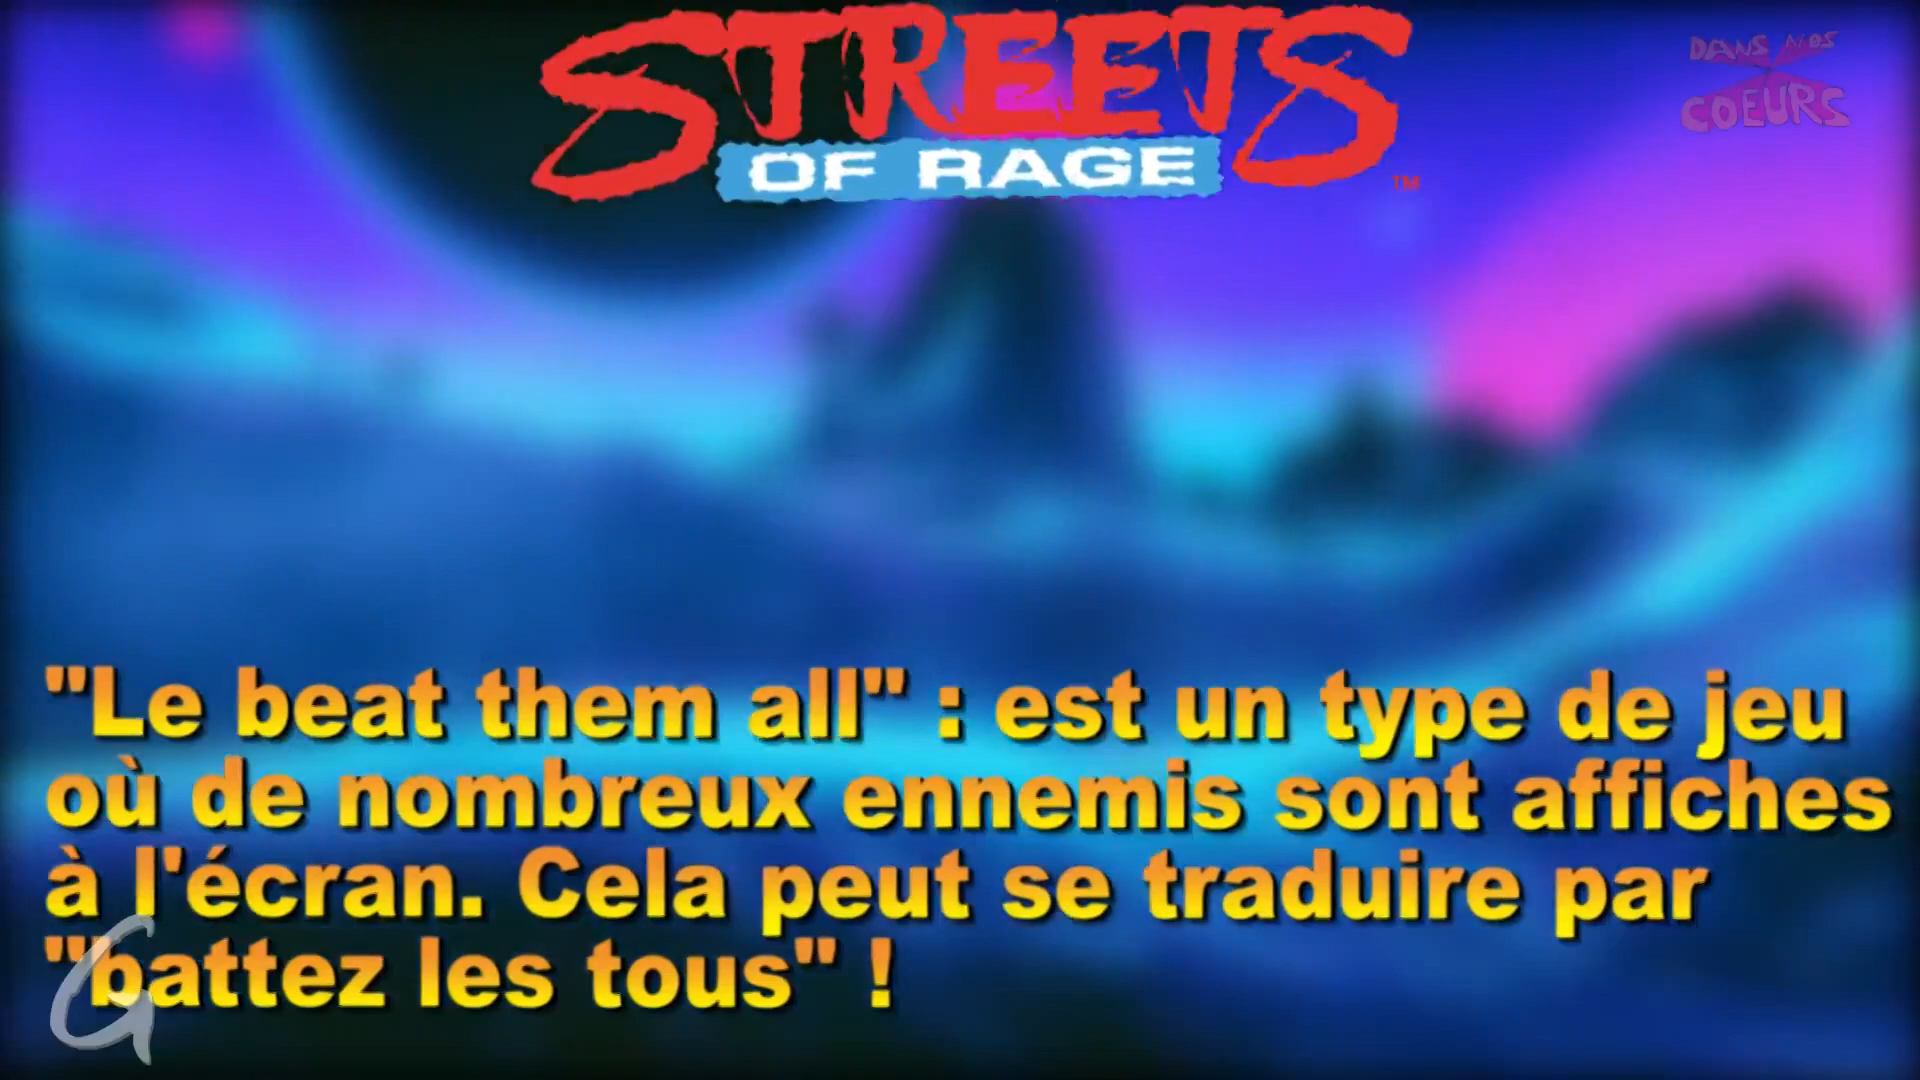 STREETS
OF RAGE
TM
DANS NOS
COEURS
"Le beat them all" : est un type de jeu
où de nombreux ennemis sont affiches
à l'écran. Cela peut se traduire par
"battez les tous" !
G